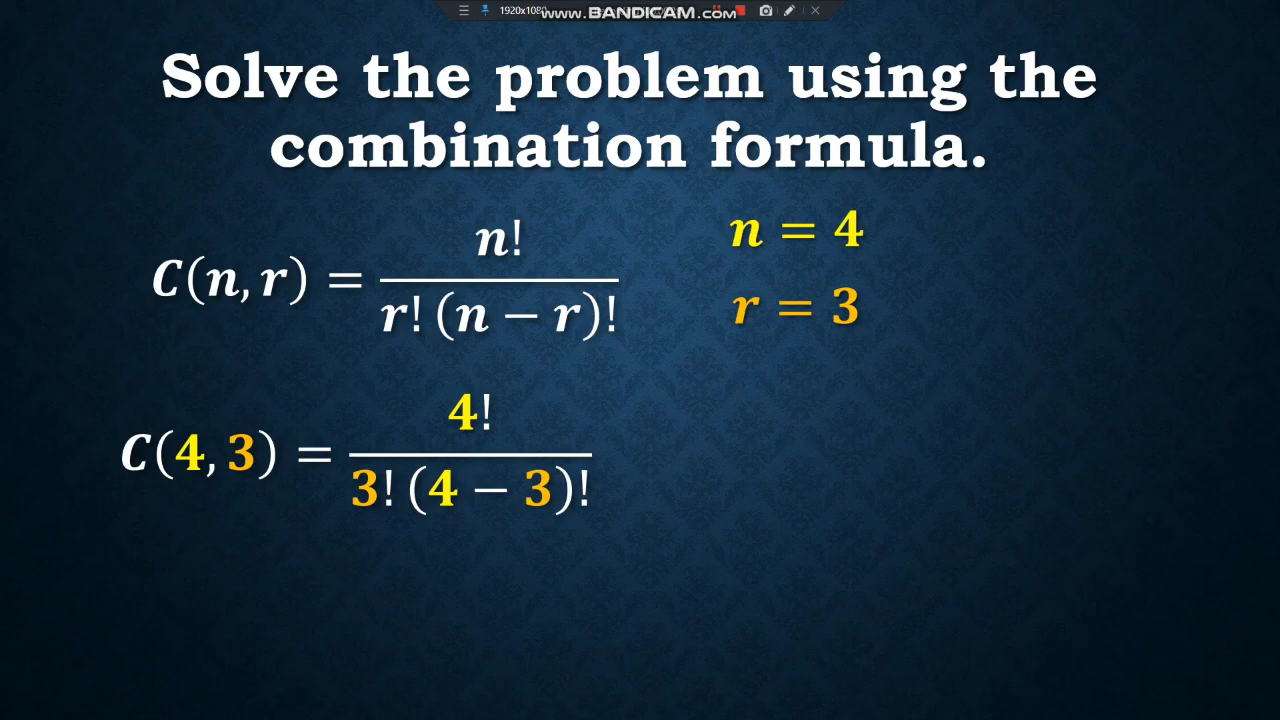 1920x1080 www.BANDICAM.com
Solve the problem using the
combination formula.
C(n, r) = n! / r! (n − r)!
n = 4
r = 3
C(4, 3) = 4! / 3! (4 − 3)!